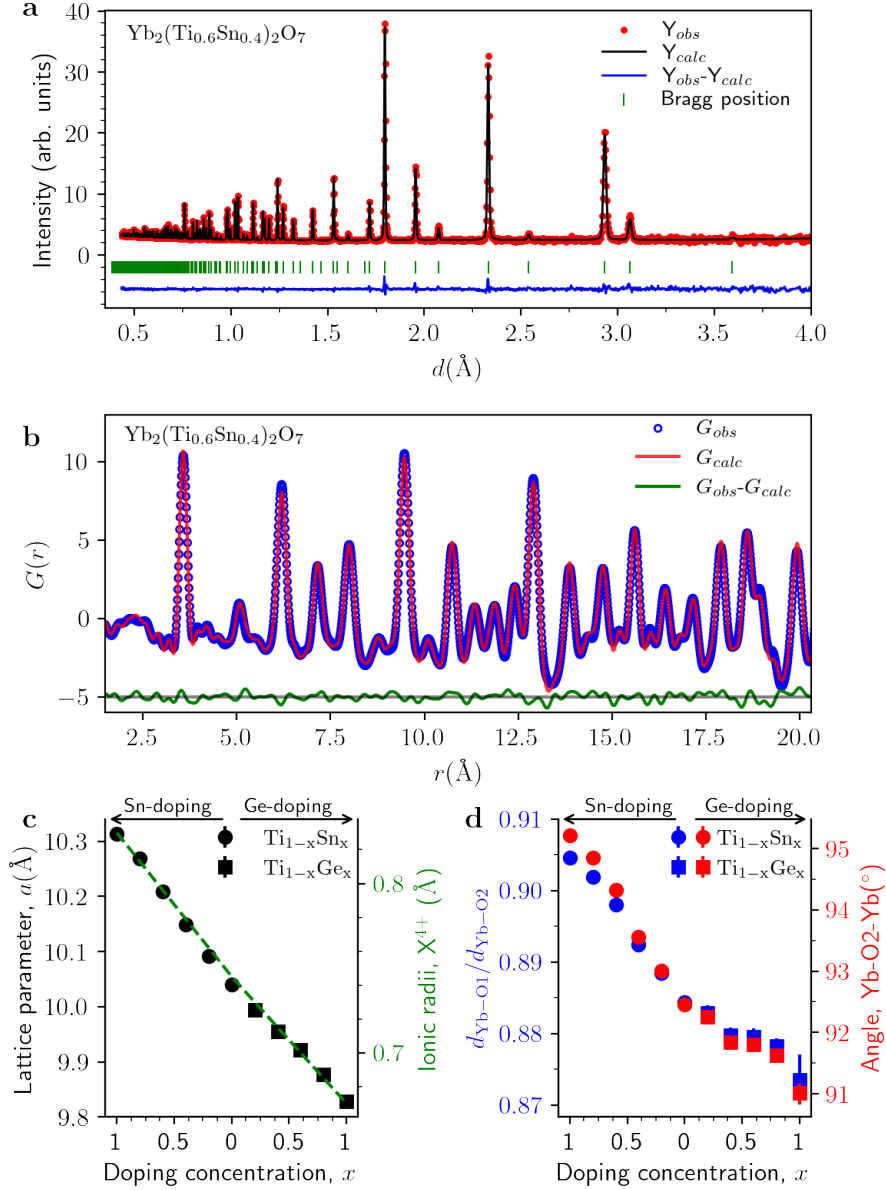 a
Yb2(Ti0.6Sn0.4)2O7
Yobs
Ycalc
Yobs-Ycalc
Bragg position
Intensity (arb. units)
40
30
20
10
0
0.5 1.0 1.5 2.0 2.5 3.0 3.5 4.0
d(Å)
b
Yb2(Ti0.6Sn0.4)2O7
Gobs
Gcalc
Gobs-Gcalc
G(r)
10
5
0
−5
2.5 5.0 7.5 10.0 12.5 15.0 17.5 20.0
r(Å)
c
Sn-doping Ge-doping
Ti1−xSnx
Ti1−xGex
Lattice parameter, a(Å)
10.3
10.2
10.1
10.0
9.9
9.8
0.8
0.7
Ionic radii, X4+ (Å)
1 0.5 0 0.5 1
Doping concentration, x
d
Sn-doping Ge-doping
Ti1−xSnx
Ti1−xGex
dYb−O1/dYb−O2
0.91
0.90
0.89
0.88
0.87
95
94
93
92
91
Angle, Yb-O2-Yb(°)
1 0.5 0 0.5 1
Doping concentration, x